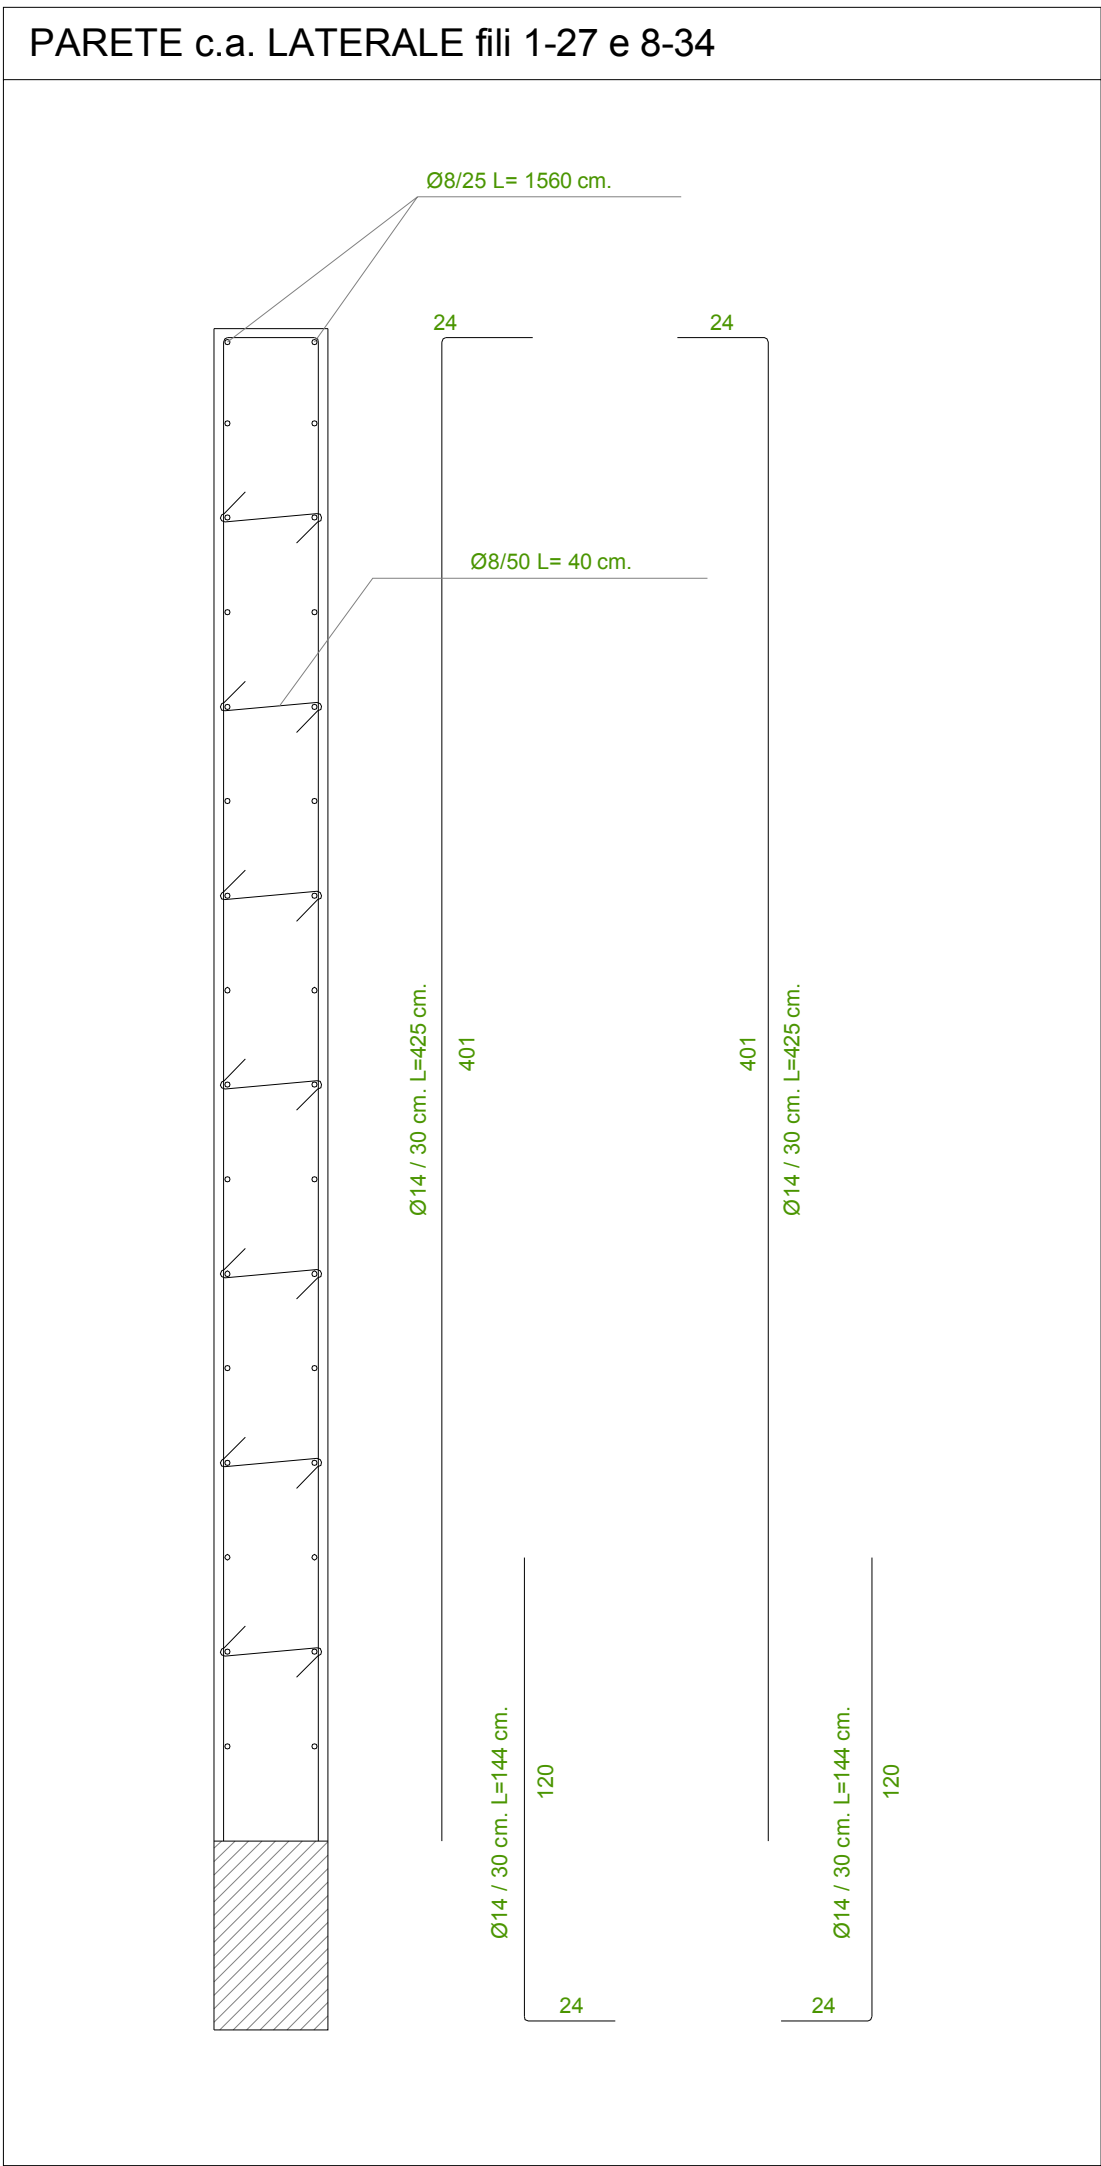 PARETE c.a. LATERALE fili 1-27 e 8-34
Ø8/25 L= 1560 cm.
24
24
Ø8/50 L= 40 cm.
Ø14 / 30 cm. L=425 cm.
401
401
Ø14 / 30 cm. L=425 cm.
Ø14 / 30 cm. L=144 cm.
120
Ø14 / 30 cm. L=144 cm.
120
24
24